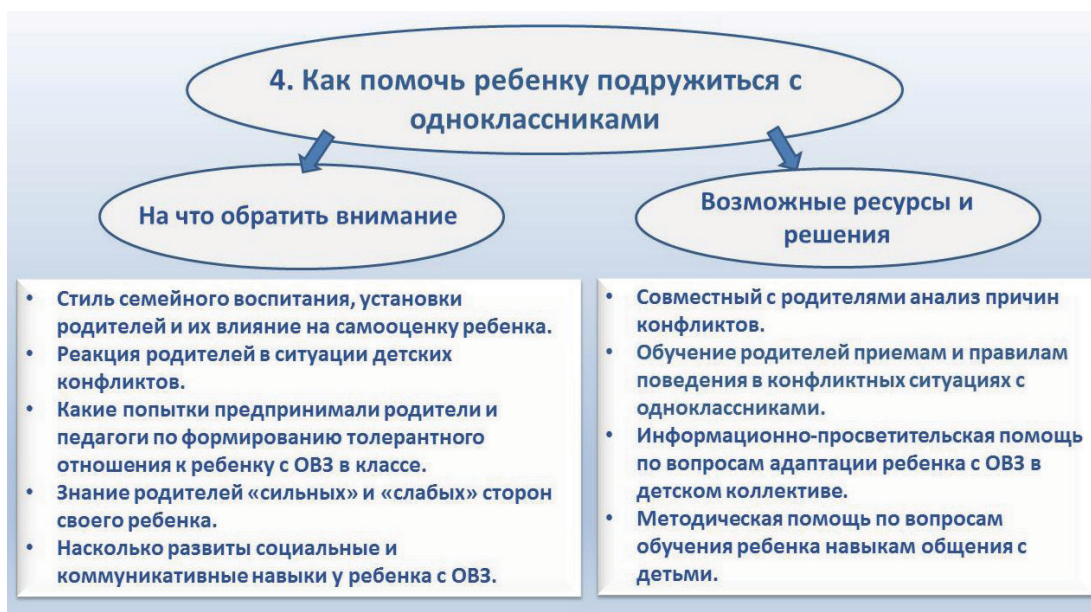 4. Как помочь ребенку подружиться с
одноклассниками
На что обратить внимание
Возможные ресурсы и
решения
• Стиль семейного воспитания, установки
родителей и их влияние на самооценку ребенка.
• Реакция родителей в ситуации детских
конфликтов.
• Какие попытки предпринимали родители и
педагоги по формированию толерантного
отношения к ребенку с ОВЗ в классе.
• Знание родителей «сильных» и «слабых» сторон
своего ребенка.
• Насколько развиты социальные и
коммуникативные навыки у ребенка с ОВЗ.
• Совместный с родителями анализ причин
конфликтов.
• Обучение родителей приемам и правилам
поведения в конфликтных ситуациях с
одноклассниками.
• Информационно-просветительская помощь
по вопросам адаптации ребенка с ОВЗ в
детском коллективе.
• Методическая помощь по вопросам
обучения ребенка навыкам общения с
детьми.